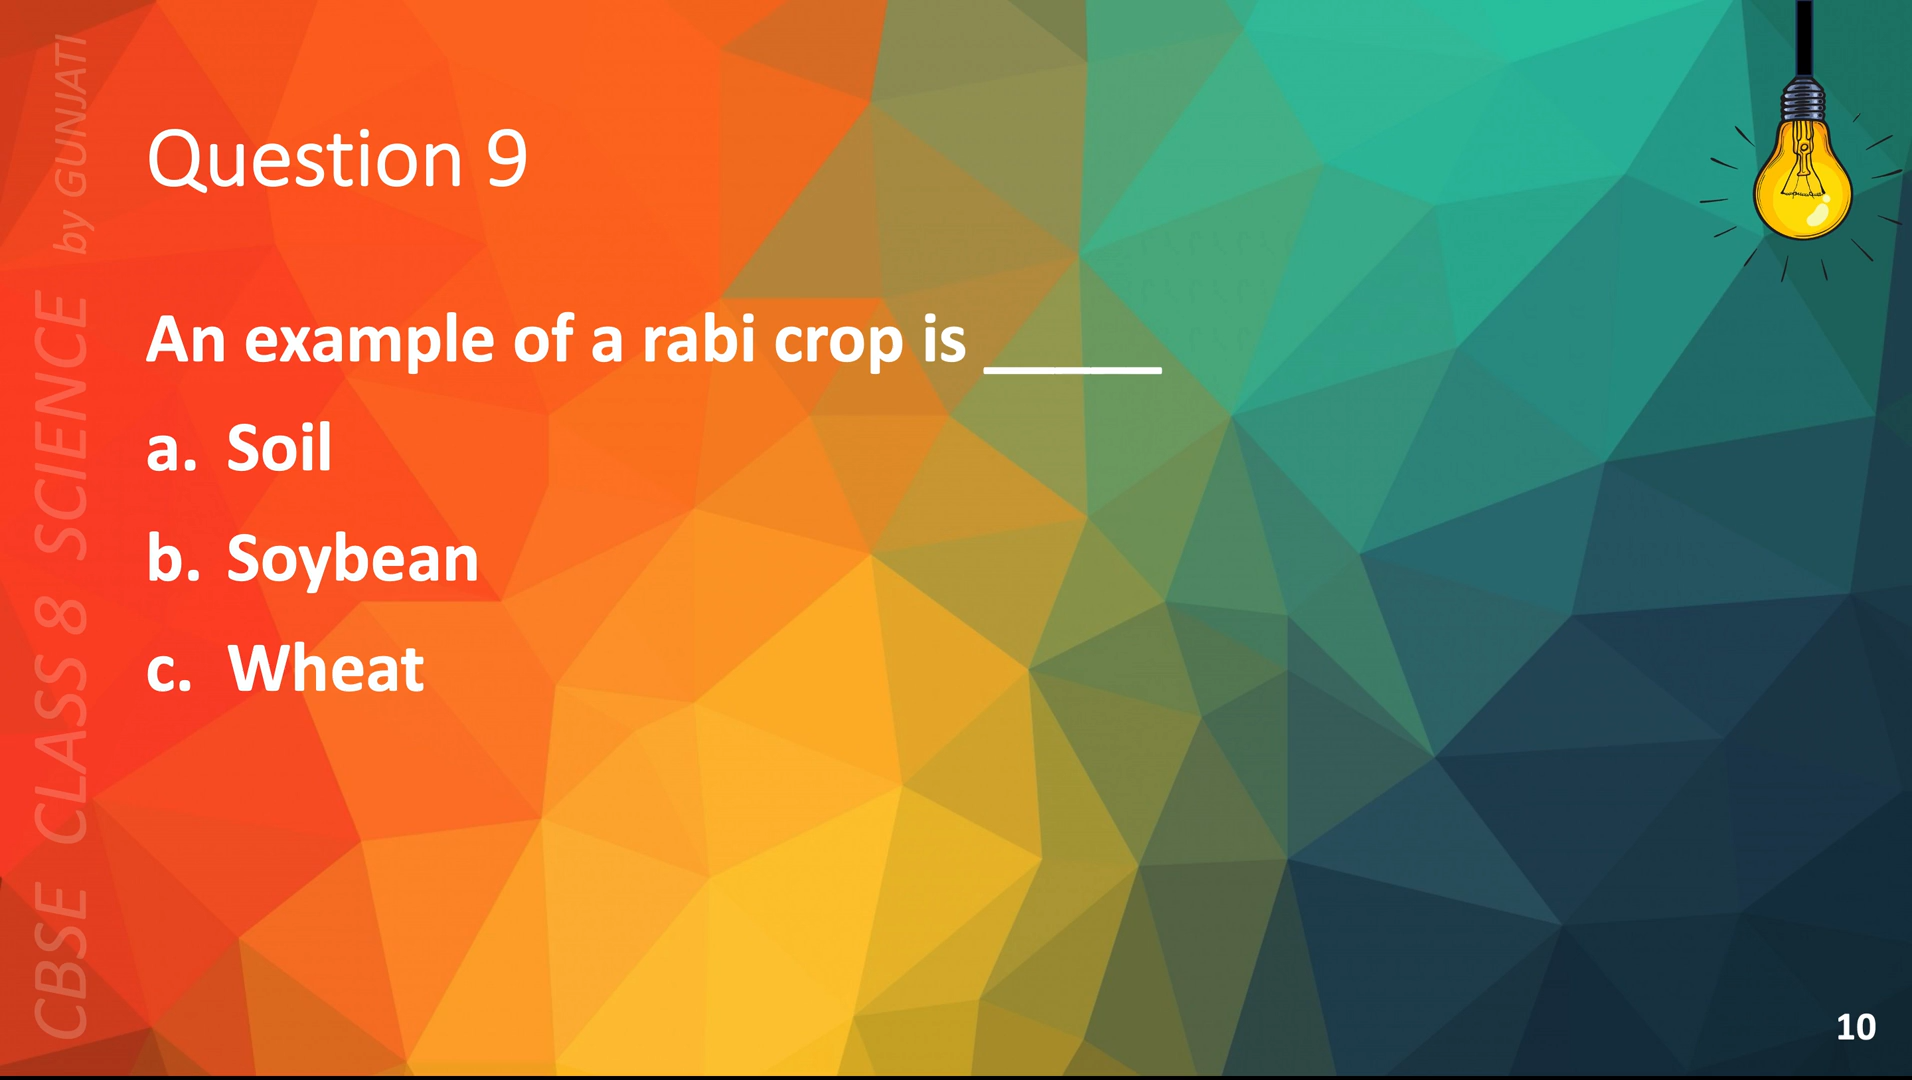 CBSE CLASS 8 SCIENCE by GUNJATI
Question 9
An example of a rabi crop is _____
a. Soil
b. Soybean
c. Wheat
10